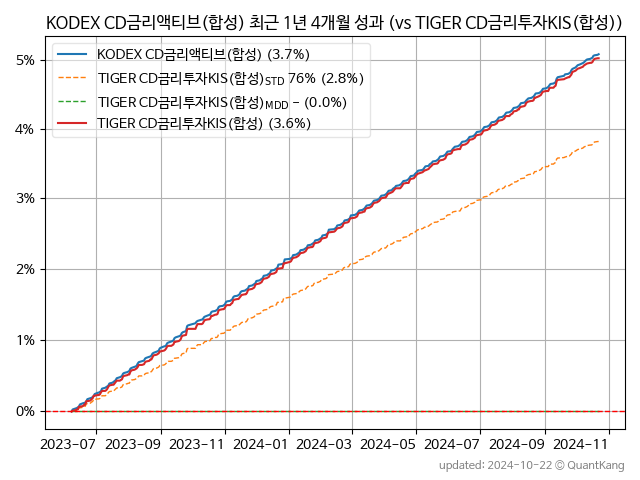 KODEX CD금리액티브(합성) 최근 1년 4개월 성과 (vs TIGER CD금리투자KIS(합성))
KODEX CD금리액티브(합성) (3.7%)
TIGER CD금리투자KIS(합성)STD 76% (2.8%)
TIGER CD금리투자KIS(합성)MDD − (0.0%)
TIGER CD금리투자KIS(합성) (3.6%)
5%
4%
3%
2%
1%
0%
2023-07 2023-09 2023-11 2024-01 2024-03 2024-05 2024-07 2024-09 2024-11
updated: 2024-10-22 © QuantKang